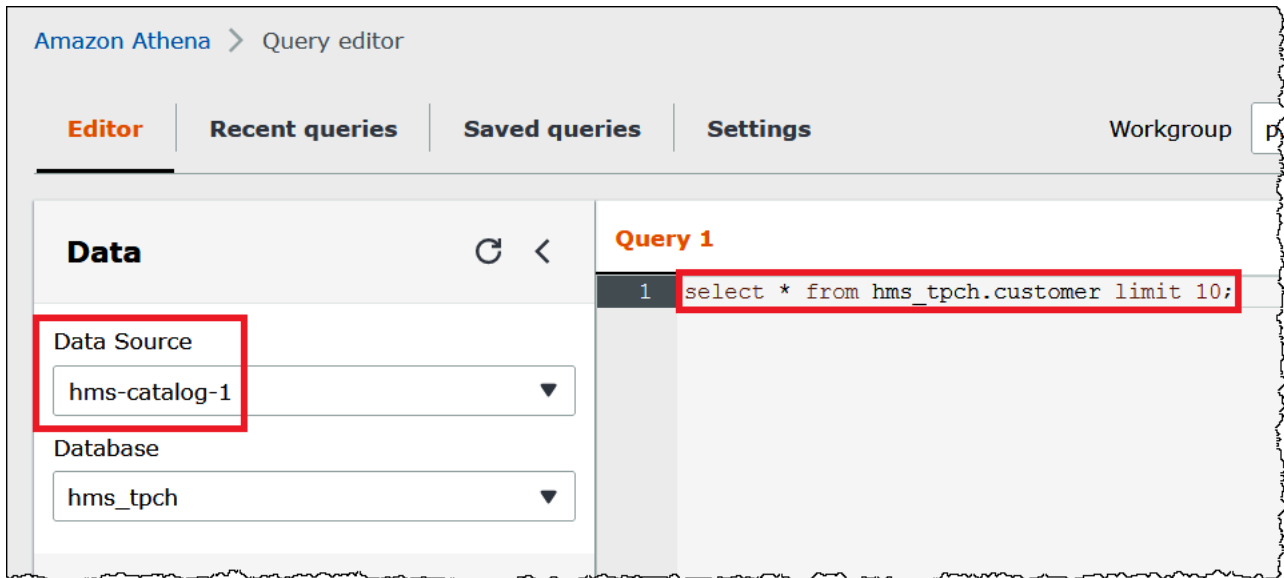 Amazon Athena > Query editor
Editor Recent queries Saved queries Settings Workgroup
Data
Query 1
1 select * from hms_tpch.customer limit 10;
Data Source
hms-catalog-1
Database
hms_tpch